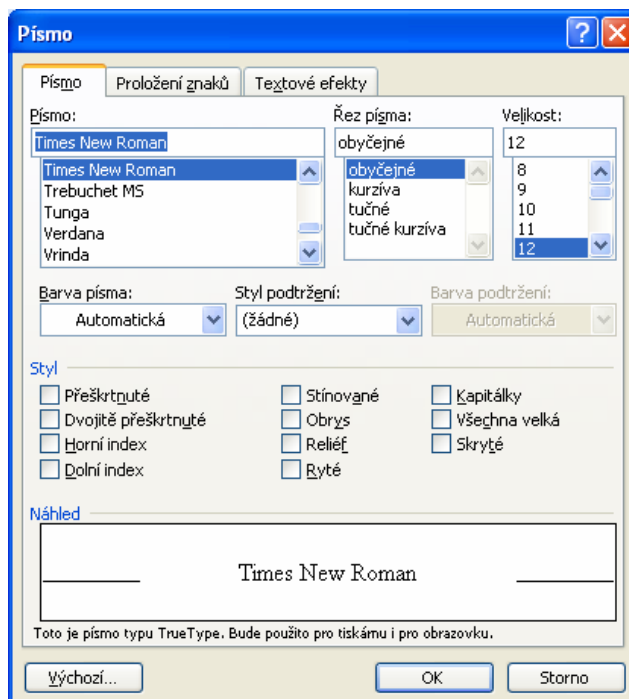 Písmo
Písmo Proložení znaků Textové efekty
Písmo: Řez písma: Velikost:
Times New Roman obyčejné 12
Times New Roman obyčejné 8
Trebuchet MS kurzíva 9
Tunga tučné 10
Verdana tučné kurzíva 11
Vrinda 12
Barva písma: Styl podtržení: Barva podtržení:
Automatická (žádné) Automatická
Styl
Přeškrtnuté Stínované Kapitálky
Dvojitě přeškrtnuté Obrys Všechna velká
Horní index Reliéf Skryté
Dolní index Ryté
Náhled
Times New Roman
Toto je písmo typu TrueType. Bude použito pro tiskárnu i pro obrazovku.
Výchozí... OK Storno